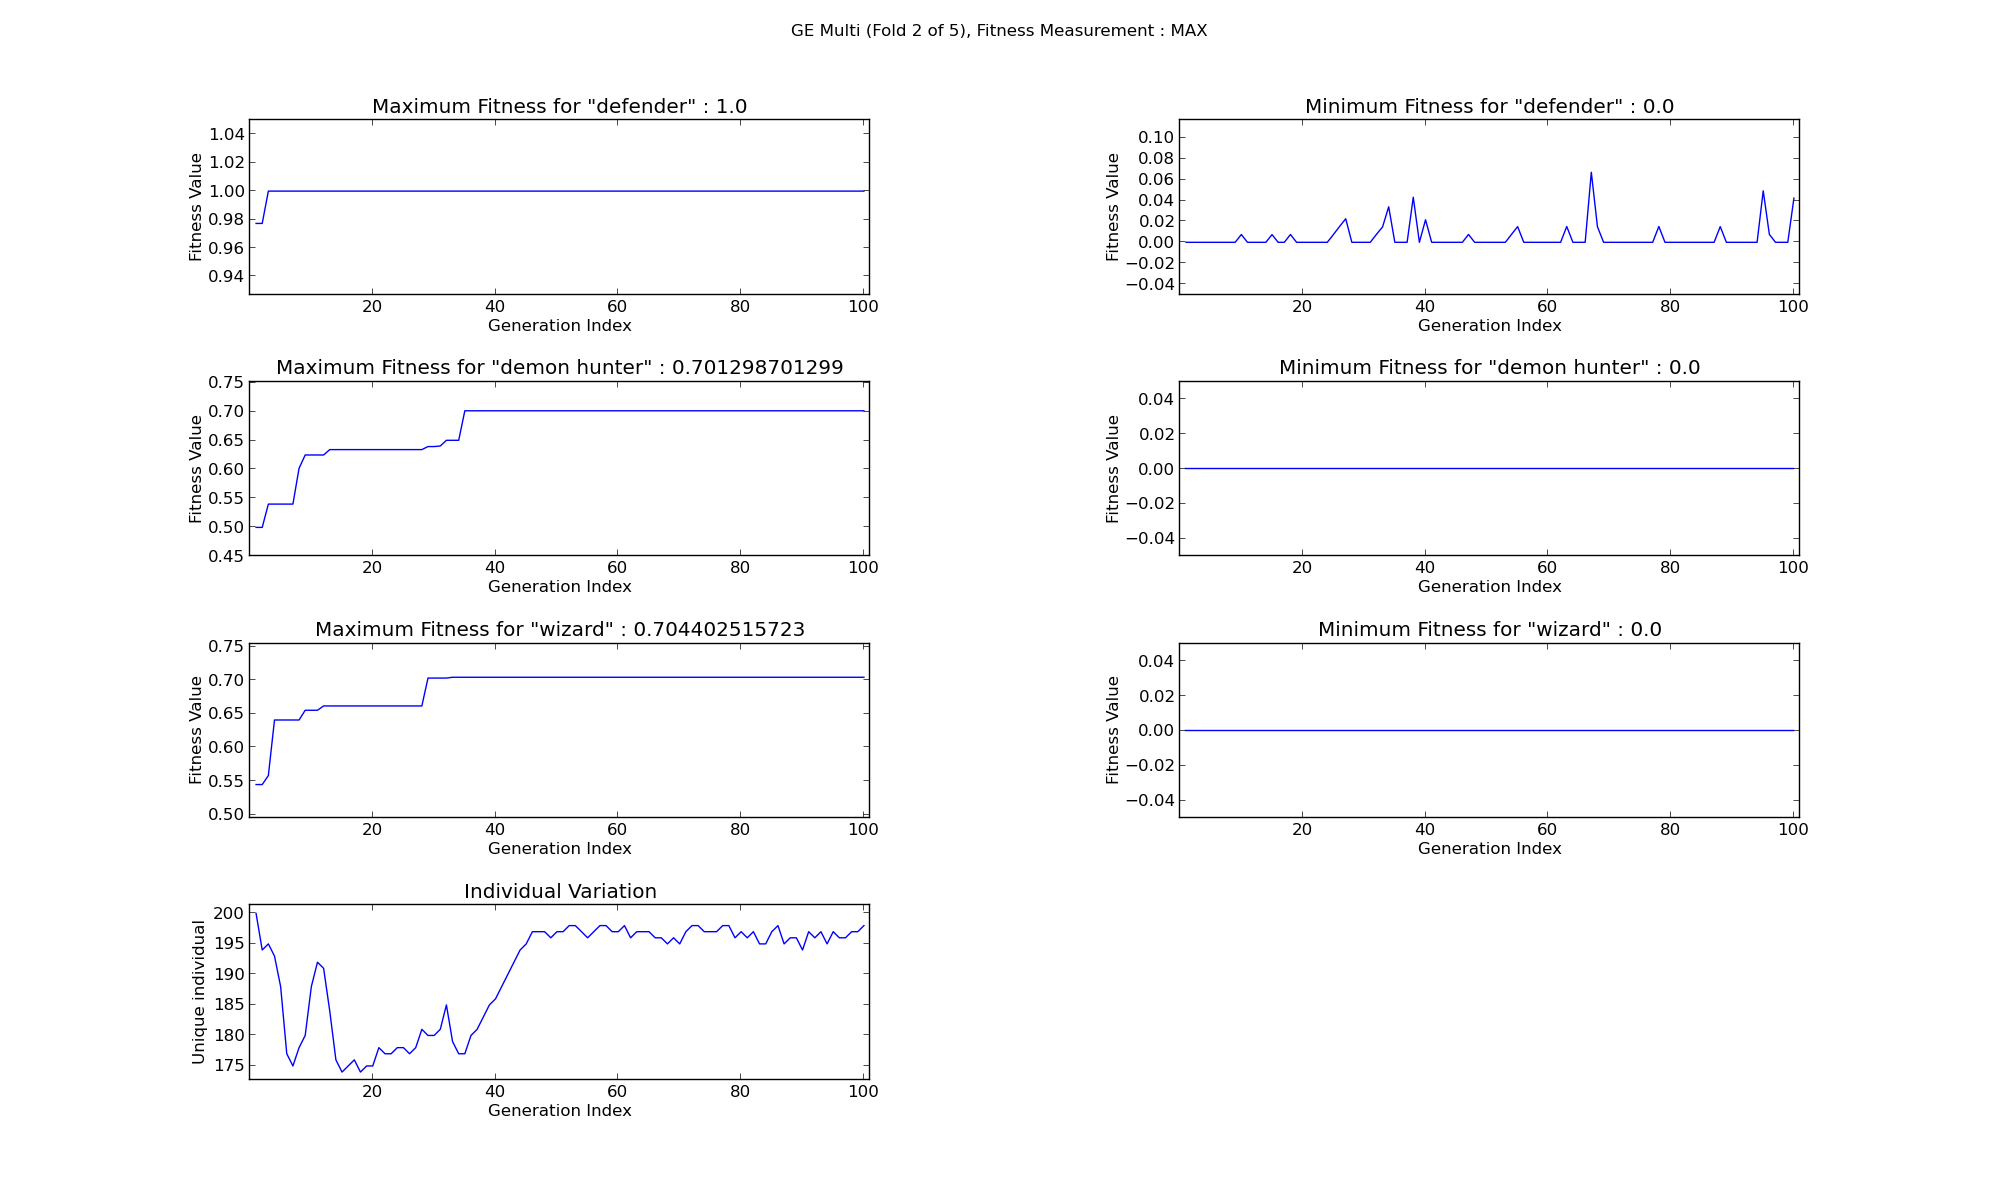 GE Multi (Fold 2 of 5), Fitness Measurement : MAX
Maximum Fitness for "defender" : 1.0
1.04
1.02
1.00
0.98
0.96
0.94
Fitness Value
20 40 60 80 100
Generation Index
Minimum Fitness for "defender" : 0.0
0.10
0.08
0.06
0.04
0.02
0.00
−0.02
−0.04
Fitness Value
20 40 60 80 100
Generation Index
Maximum Fitness for "demon hunter" : 0.701298701299
0.75
0.70
0.65
0.60
0.55
0.50
0.45
Fitness Value
20 40 60 80 100
Generation Index
Minimum Fitness for "demon hunter" : 0.0
0.04
0.02
0.00
−0.02
−0.04
Fitness Value
20 40 60 80 100
Generation Index
Maximum Fitness for "wizard" : 0.704402515723
0.75
0.70
0.65
0.60
0.55
0.50
Fitness Value
20 40 60 80 100
Generation Index
Minimum Fitness for "wizard" : 0.0
0.04
0.02
0.00
−0.02
−0.04
Fitness Value
20 40 60 80 100
Generation Index
Individual Variation
200
195
190
185
180
175
Unique individual
20 40 60 80 100
Generation Index